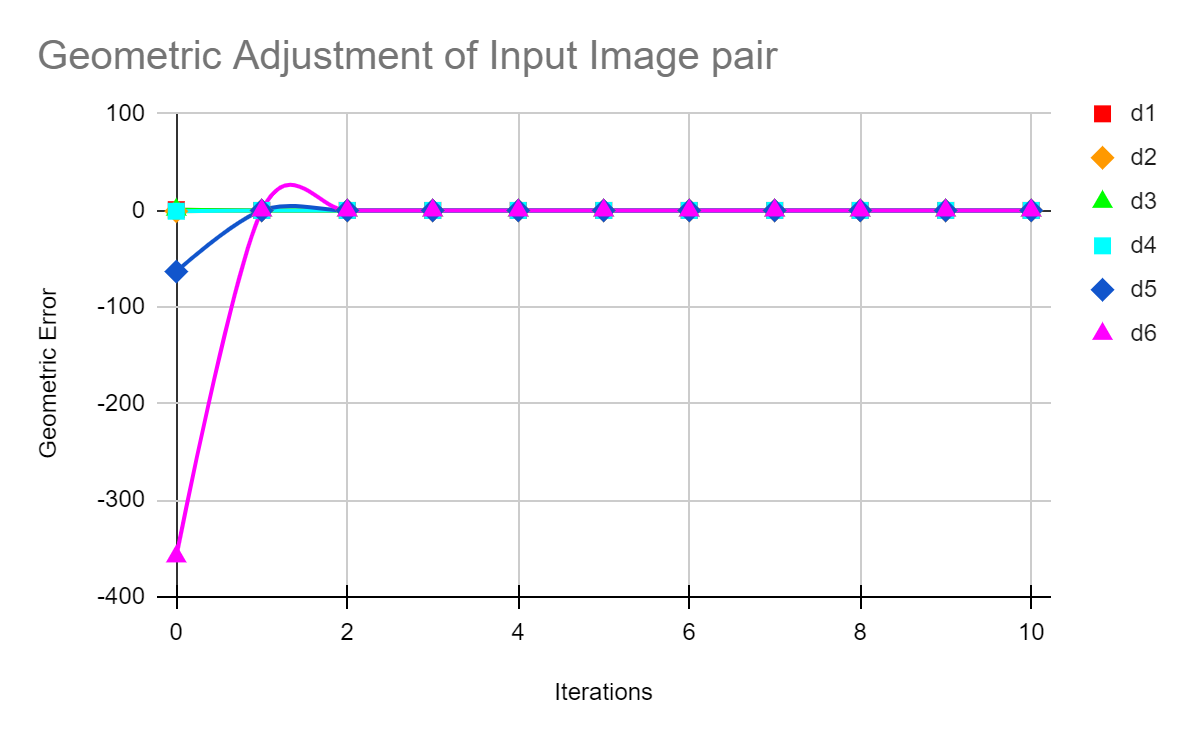 Geometric Adjustment of Input Image pair
100
0
-100
-200
-300
-400
Geometric Error
0 2 4 6 8 10
Iterations
d1
d2
d3
d4
d5
d6